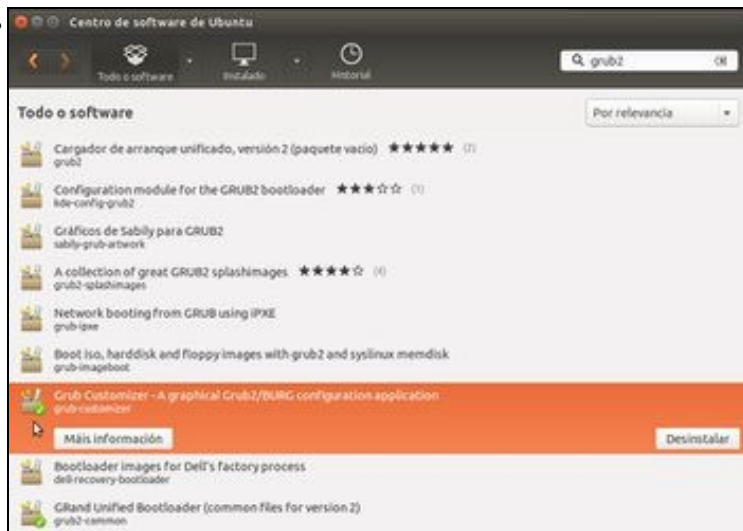 Centro de software de Ubuntu
Todo o software
Instalado
Historial
grub2
Todo o software
Por relevancia
Cargador de arranque unificado, versión 2 (paquete vacío) ★★★★★ (2)
grub2
Configuration module for the GRUB2 bootloader ★★★☆☆ (1)
kde-config-grub2
Gráficos de Sabily para GRUB2
sabily-grub-artwork
A collection of great GRUB2 splashimages ★★★★☆ (4)
grub2-splashimages
Network booting from GRUB using iPXE
grub-ipxe
Boot iso, harddisk and floppy images with grub2 and syslinux memdisk
grub-imageboot
Grub Customizer - A graphical Grub2/BURG configuration application
grub-customizer
Máis información
Desinstalar
Bootloader images for Dell's factory process
dell-recovery-bootloader
GRand Unified Bootloader (common files for version 2)
grub2-common